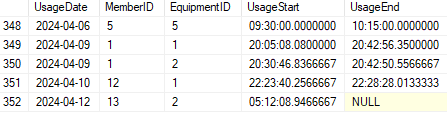 UsageDate MemberID EquipmentID UsageStart UsageEnd
348 2024-04-06 5 5 09:30:00.0000000 10:15:00.0000000
349 2024-04-09 1 1 20:05:08.0800000 20:42:56.3500000
350 2024-04-09 1 2 20:30:46.8366667 20:42:50.5566667
351 2024-04-10 12 1 22:23:40.2566667 22:28:28.0133333
352 2024-04-12 13 2 05:12:08.9466667 NULL